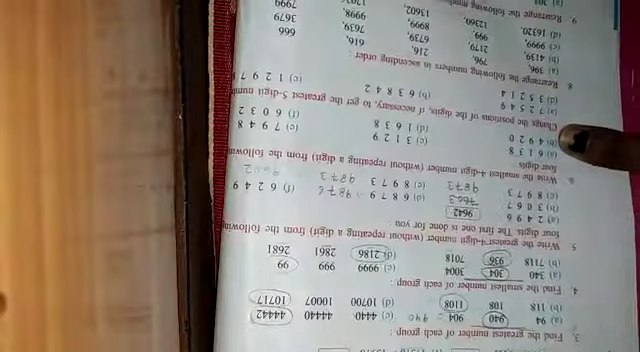 3. Find the greatest number of each group :
(a) 94 940 904 = 940 (c) 4440 44440 44442
(b) 118 108 1108 (d) 10700 10007 10717
4. Find the smallest number of each group :
(a) 340 304 3004 (c) 9999 999 99
(b) 7118 936 7018 (d) 2186 2861 2681
5. Write the greatest 4-digit number (without repeating a digit) from the following
four digits. The first one is done for you
(a) 2 4 9 6 9642 (d) 6 8 7 9 - 9876 (f) 6 2 4 9
(b) 3 0 6 7 7603
(c) 8 9 7 3 9873 (e) 8 9 7 3 9873
6. Write the smallest 4-digit number (without repeating a digit) from the following
four digits
(a) 6 1 3 8 (c) 3 1 2 9 (e) 7 9 4 8
(b) 4 9 2 0 (d) 1 6 3 8 (f) 6 0 3 2
Change the positions of the digits, if necessary, to get the greatest 5-digit
(a) 7 2 5 4 9 (b) 6 3 8 4 2 (c) 1 2 9 7 8
(d) 3 5 2 1 4
8. Rearrange the following numbers in ascending order :
(a) 396, 796, 216, 616, 666
(b) 4139, 2179, 6739, 7639, 3679
(c) 9999, 999, 8999, 9998, 7999
(d) 16320, 12360, 13602,
9. Rearrange the following